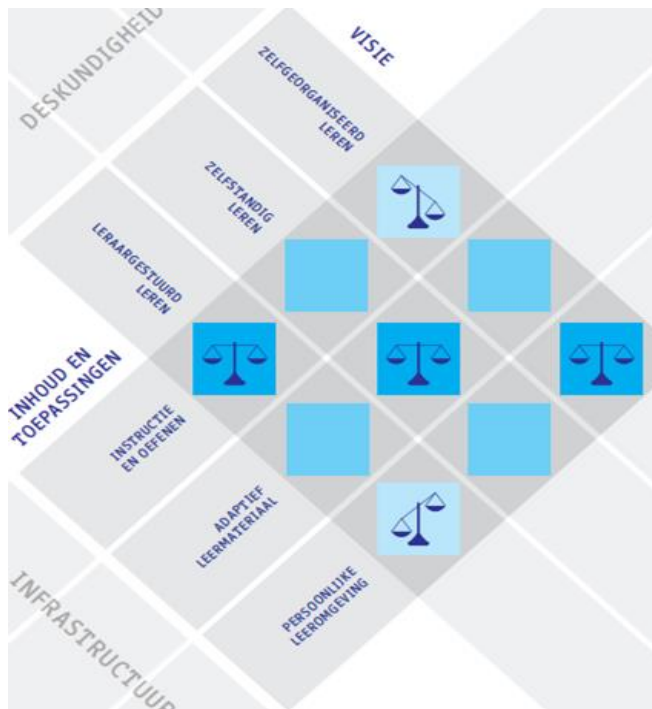 DESKUNDIGHEID
VISIE
ZELFGEORGANISEERD
LEREN
ZELFSTANDIG
LEREN
LERAARGESTUURD
LEREN
INHOUD EN
TOEPASSINGEN
INSTRUCTIE
EN OEFENEN
ADAPTIEF
LEERMATERIAAL
PERSOONLIJKE
LEEROMGEVING
INFRASTRUCTUUR